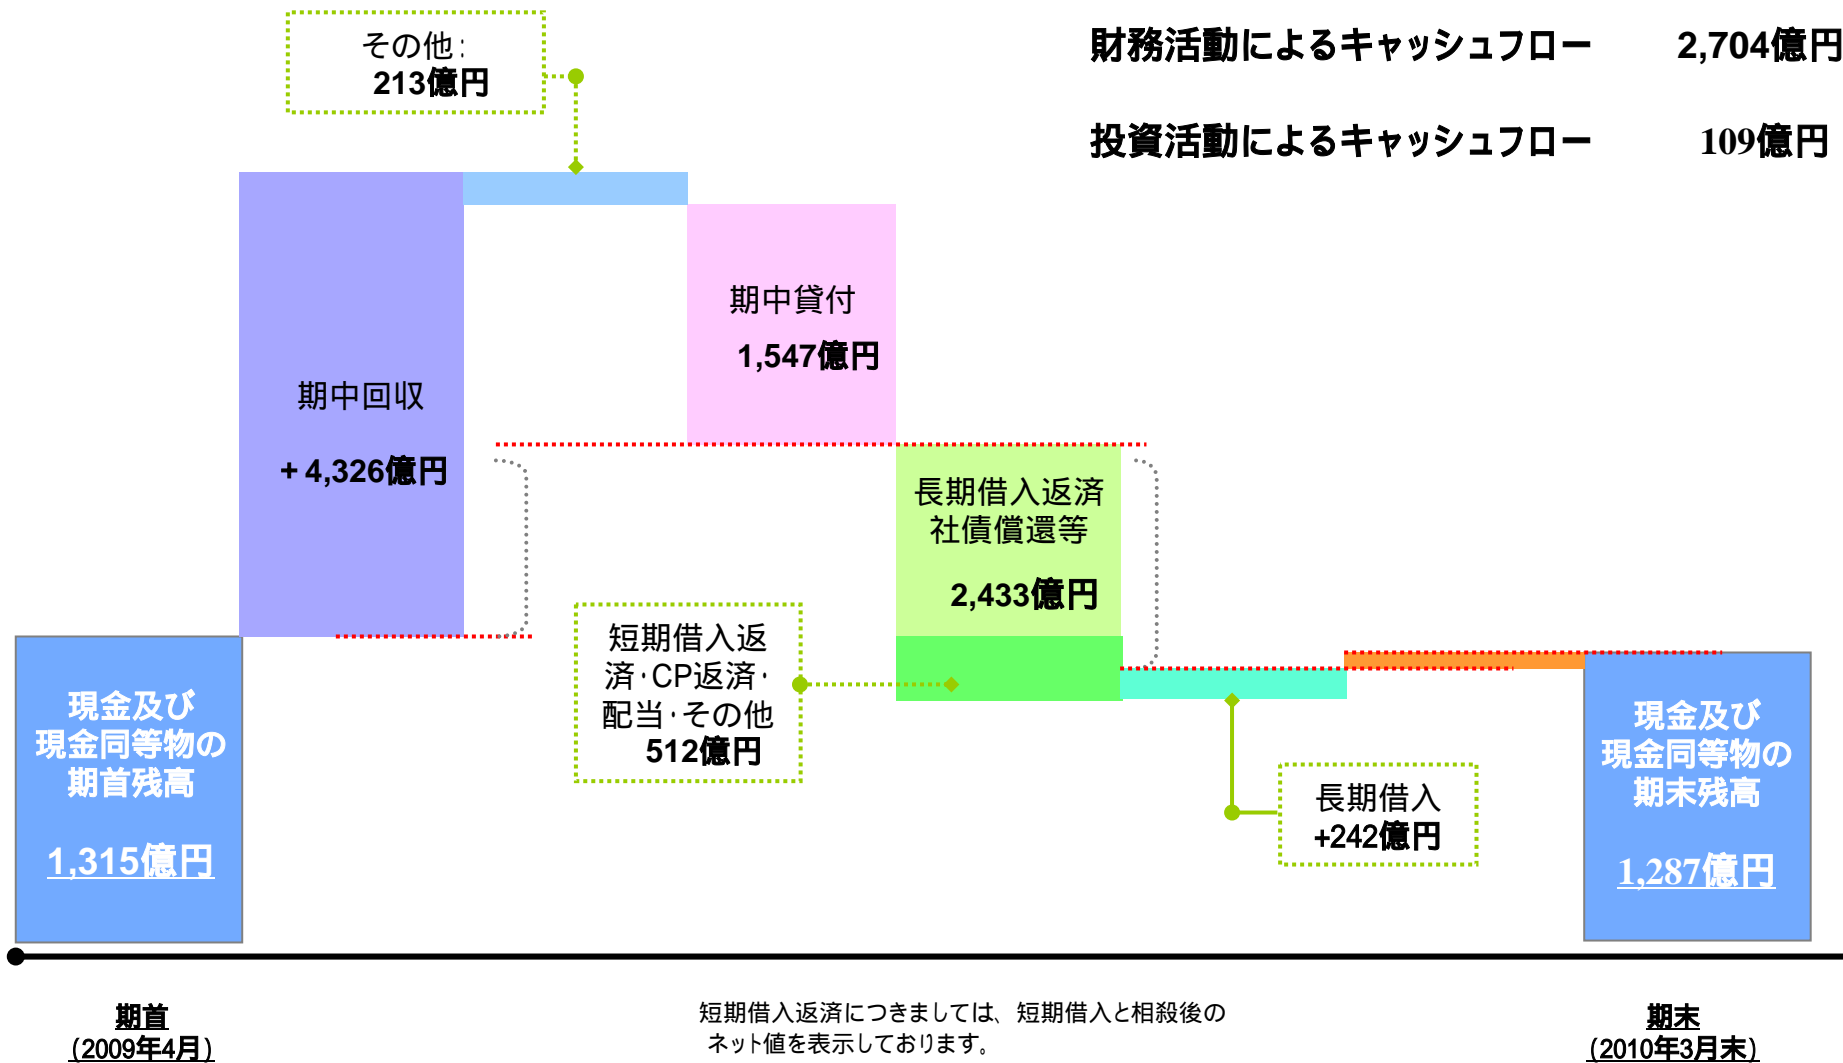 その他：
213億円
財務活動によるキャッシュフロー 2,704億円
投資活動によるキャッシュフロー 109億円
期中貸付
1,547億円
期中回収
+ 4,326億円
長期借入返済
社債償還等
2,433億円
短期借入返
済・CP返済・
配当・その他
512億円
現金及び
現金同等物の
期首残高
1,315億円
長期借入
+242億円
現金及び
現金同等物の
期末残高
1,287億円
期首
(2009年4月)
短期借入返済につきましては、短期借入と相殺後の
ネット値を表示しております。
期末
(2010年3月末)